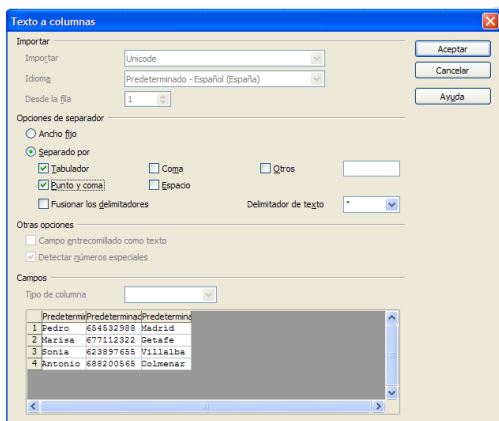 Texto a columnas
Importar
Aceptar
Importar Unicode
Cancelar
Idioma Predeterminado - Español (España)
Desde la fila 1
Ayuda
Opciones de separador
Ancho fijo
Separado por
Tabulador Coma Otros
Punto y coma Espacio
Fusionar los delimitadores Delimitador de texto "
Otras opciones
Campo entrecomillado como texto
Detectar números especiales
Campos
Tipo de columna
Predetermin Predeterminac Predetermina
1 Pedro 654532988 Madrid
2 Marisa 677112322 Getafe
3 Sonia 623897655 Villalba
4 Antonio 688200565 Colmenar